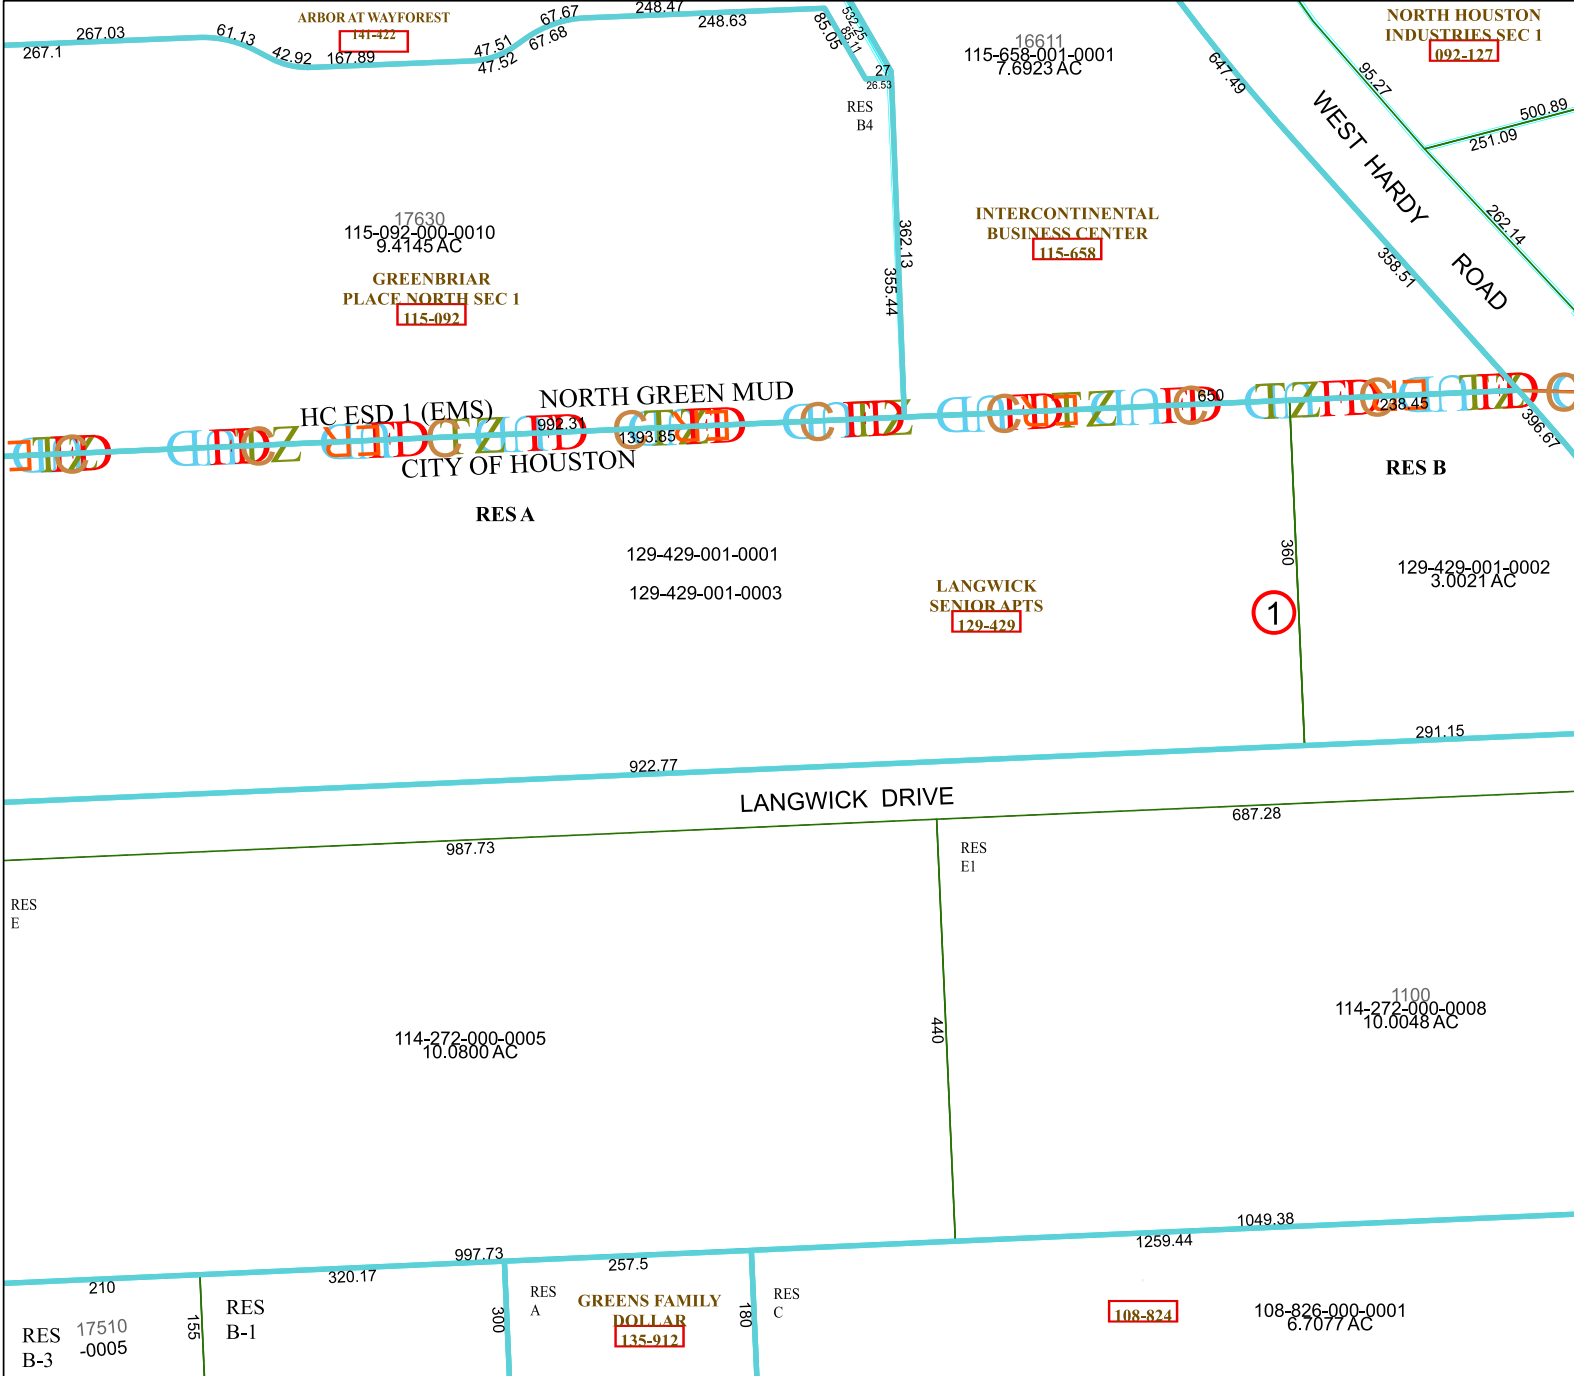 ARBOR AT WAYFOREST
141-422
267.03
267.1
61.13
42.92
167.89
47.51
47.52
67.67
67.68
248.47
248.63
85.05
532.25
85.11
27
26.53
RES
B4
16611
115-658-001-0001
7.6923 AC
647.49
WEST HARDY ROAD
95.27
NORTH HOUSTON
INDUSTRIES SEC 1
092-127
500.89
251.09
262.14
358.51
17630
115-092-000-0010
9.4145 AC
GREENBRIAR
PLACE NORTH SEC 1
115-092
362.13
355.44
INTERCONTINENTAL
BUSINESS CENTER
115-658
HC ESD 1 (EMS)
NORTH GREEN MUD
992.31
1393.85
650
238.45
396.67
CITY OF HOUSTON
RES A
RES B
129-429-001-0001
129-429-001-0003
LANGWICK
SENIOR APTS
129-429
360
1
129-429-001-0002
3.0021 AC
922.77
291.15
LANGWICK DRIVE
987.73
687.28
RES
E
RES
E1
114-272-000-0005
10.0800 AC
440
1100
114-272-000-0008
10.0048 AC
997.73
1049.38
1259.44
210
320.17
257.5
RES
B-3
17510
-0005
155
RES
B-1
300
RES
A
GREENS FAMILY
DOLLAR
135-912
180
RES
C
108-824
108-826-000-0001
6.7077 AC